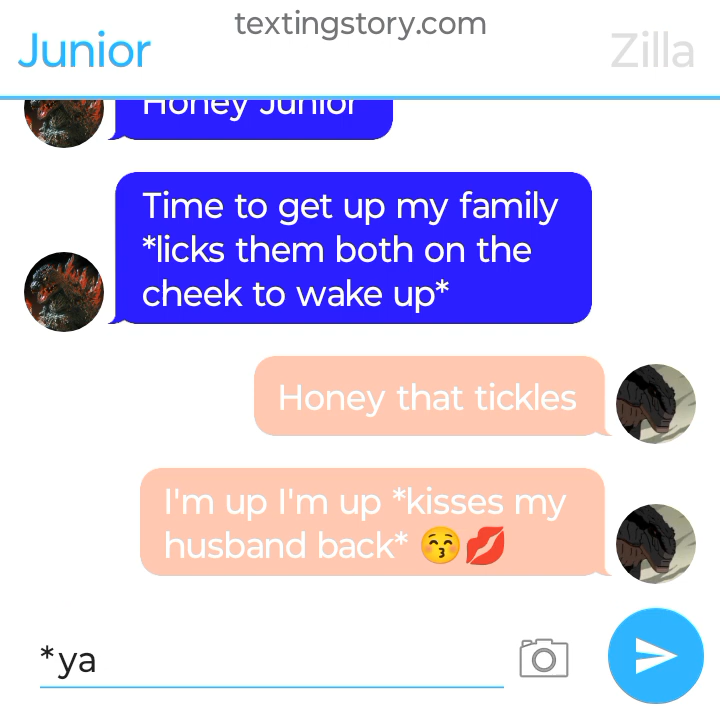 textingstory.com
Junior
Zilla
Honey Junior
Time to get up my family
*licks them both on the
cheek to wake up*
Honey that tickles
I'm up I'm up *kisses my
husband back* 😚💋
*ya